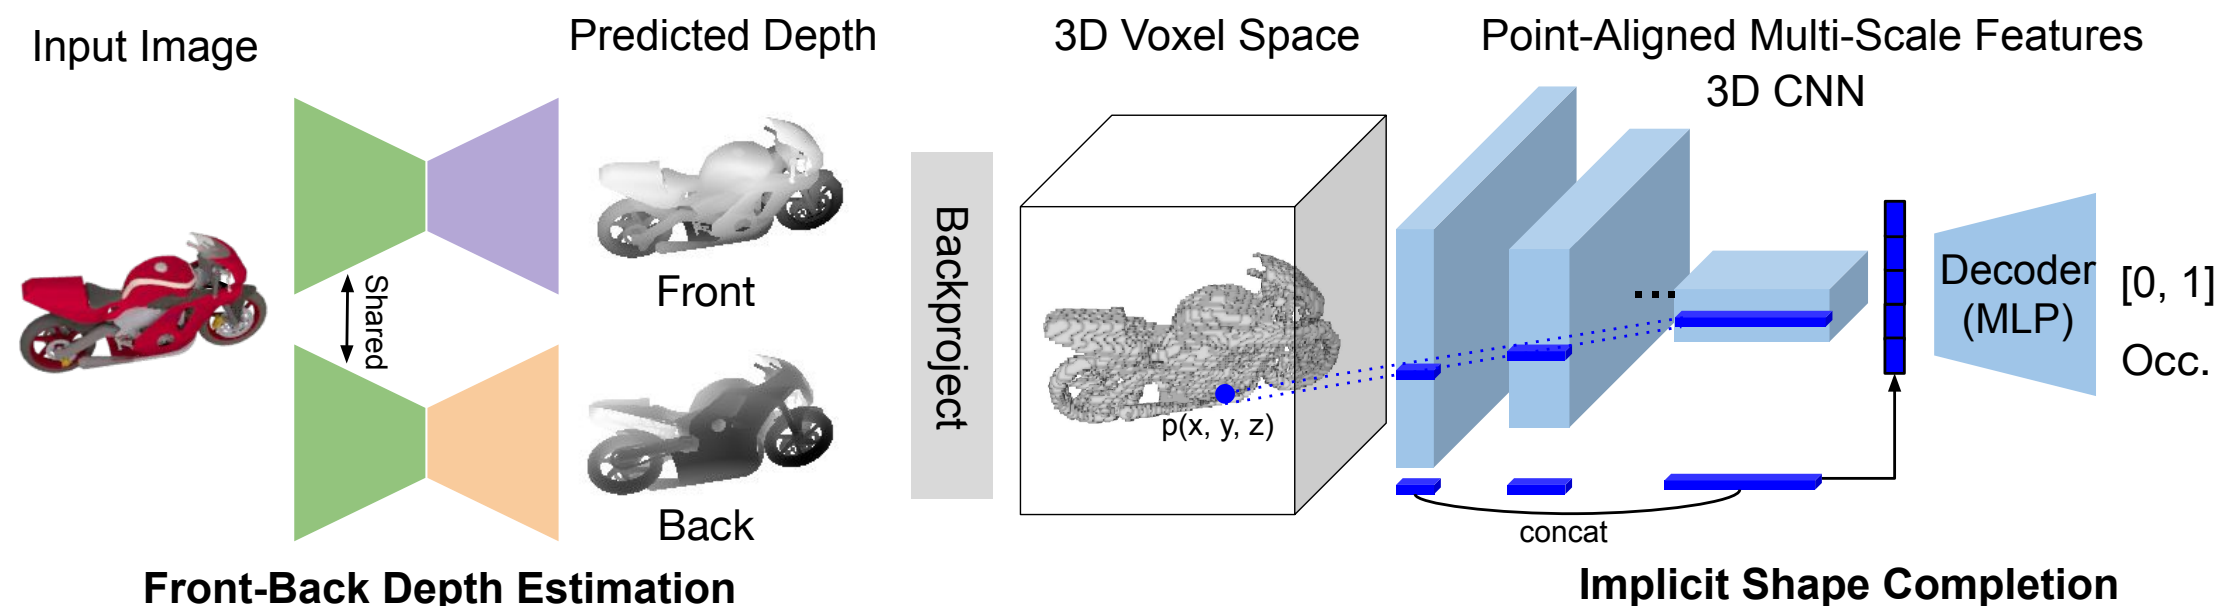 Input Image
Predicted Depth
3D Voxel Space
Point-Aligned Multi-Scale Features
3D CNN
Shared
Front
Back
Backproject
p(x, y, z)
concat
Decoder
(MLP)
[0, 1]
Occ.
Front-Back Depth Estimation
Implicit Shape Completion